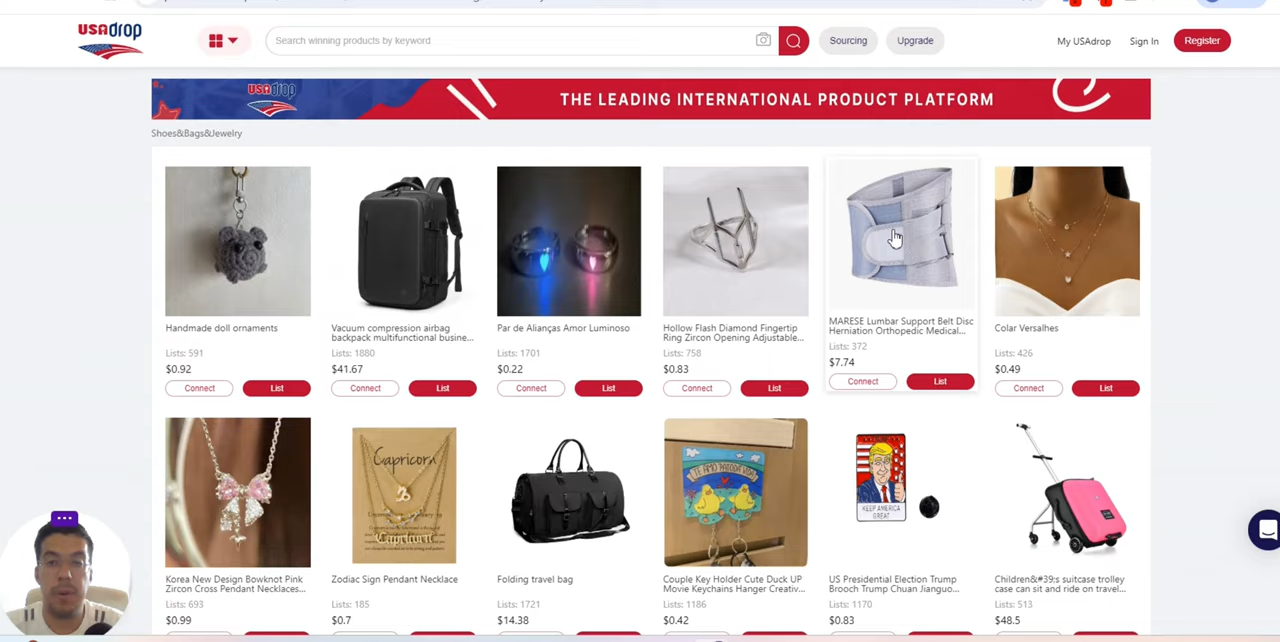 USADROP
Search winning products by keyword
Sourcing
Upgrade
My USAdrop
Sign In
Register
USADROP
THE LEADING INTERNATIONAL PRODUCT PLATFORM
Shoes&Bags&Jewelry
Handmade doll ornaments
Lists: 591
$0.92
Connect
List
Vacuum compression airbag
backpack multifunctional busine...
Lists: 1880
$41.67
Connect
List
Par de Alianças Amor Luminoso
Lists: 1701
$0.22
Connect
List
Hollow Flash Diamond Fingertip
Ring Zircon Opening Adjustable...
Lists: 758
$0.83
Connect
List
MARESE Lumbar Support Belt Disc
Herniation Orthopedic Medical...
Lists: 372
$7.74
Connect
List
Colar Versalhes
Lists: 426
$0.49
Connect
List
Korea New Design Bowknot Pink
Zircon Cross Pendant Necklaces...
Lists: 693
$0.99
Capricorn
Capricorn
Zodiac Sign Pendant Necklace
Lists: 185
$0.7
Folding travel bag
Lists: 1721
$14.38
Couple Key Holder Cute Duck UP
Movie Keychains Hanger Creativ...
Lists: 1186
$0.42
KEEP AMERICA
GREAT
US Presidential Election Trump
Brooch Trump Chuan Jianguo...
Lists: 1170
$0.83
Children&#39;s suitcase trolley
case can sit and ride on travel...
Lists: 513
$48.5